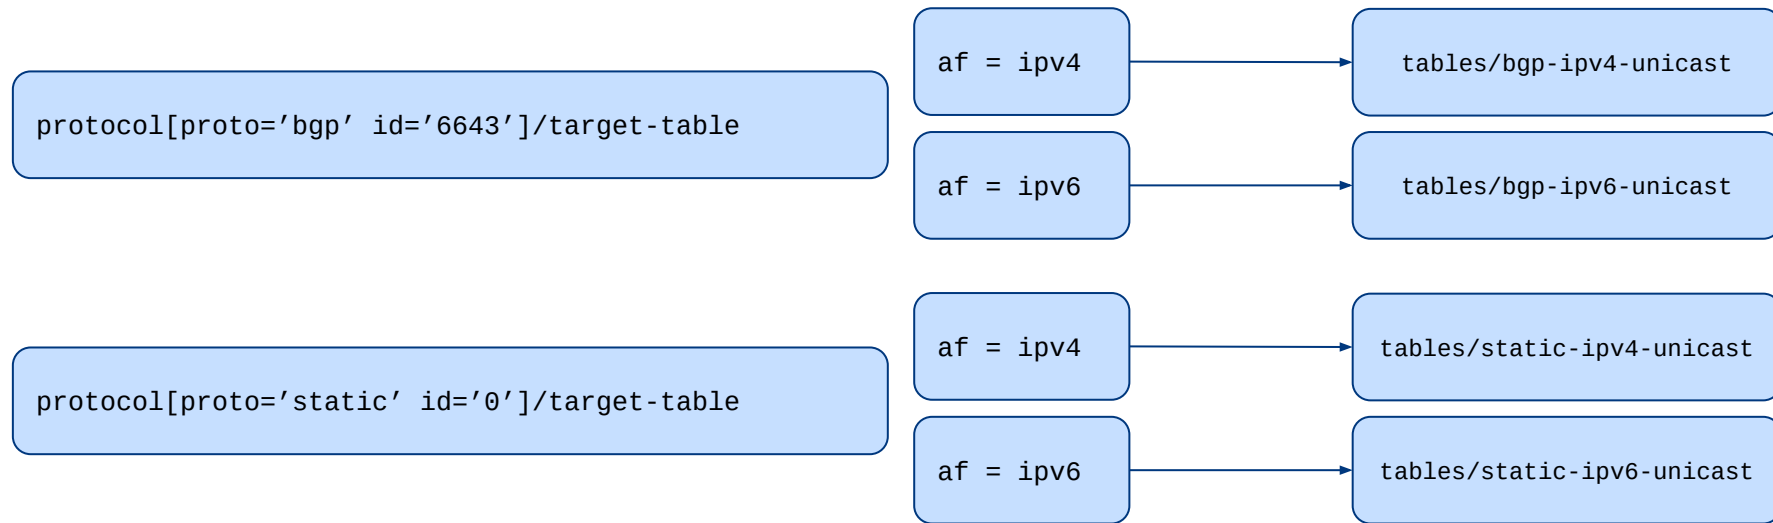 af = ipv4
tables/bgp-ipv4-unicast
protocol[proto=’bgp’ id=’6643’]/target-table
af = ipv6
tables/bgp-ipv6-unicast
af = ipv4
tables/static-ipv4-unicast
protocol[proto=’static’ id=’0’]/target-table
af = ipv6
tables/static-ipv6-unicast